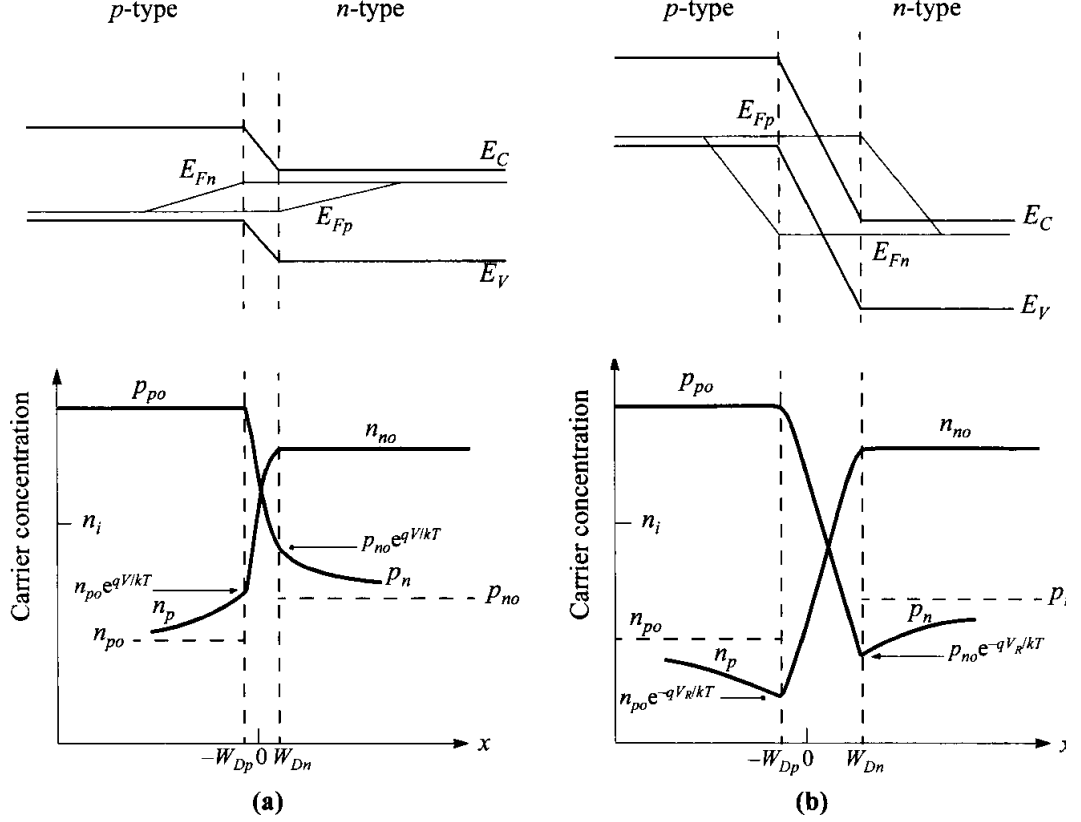 p-type n-type
E_C
E_Fn
E_Fp
E_V
Carrier concentration
p_po
n_no
n_i
p_no e^qV/kT
n_po e^qV/kT
n_p
p_n
p_no
n_po
-W_Dp 0 W_Dn x
(a)
p-type n-type
E_Fp
E_C
E_Fn
E_V
Carrier concentration
p_po
n_no
n_i
n_po
n_p
p_n
p_no e^-qV_R/kT
n_po e^-qV_R/kT
-W_Dp 0 W_Dn x
(b)